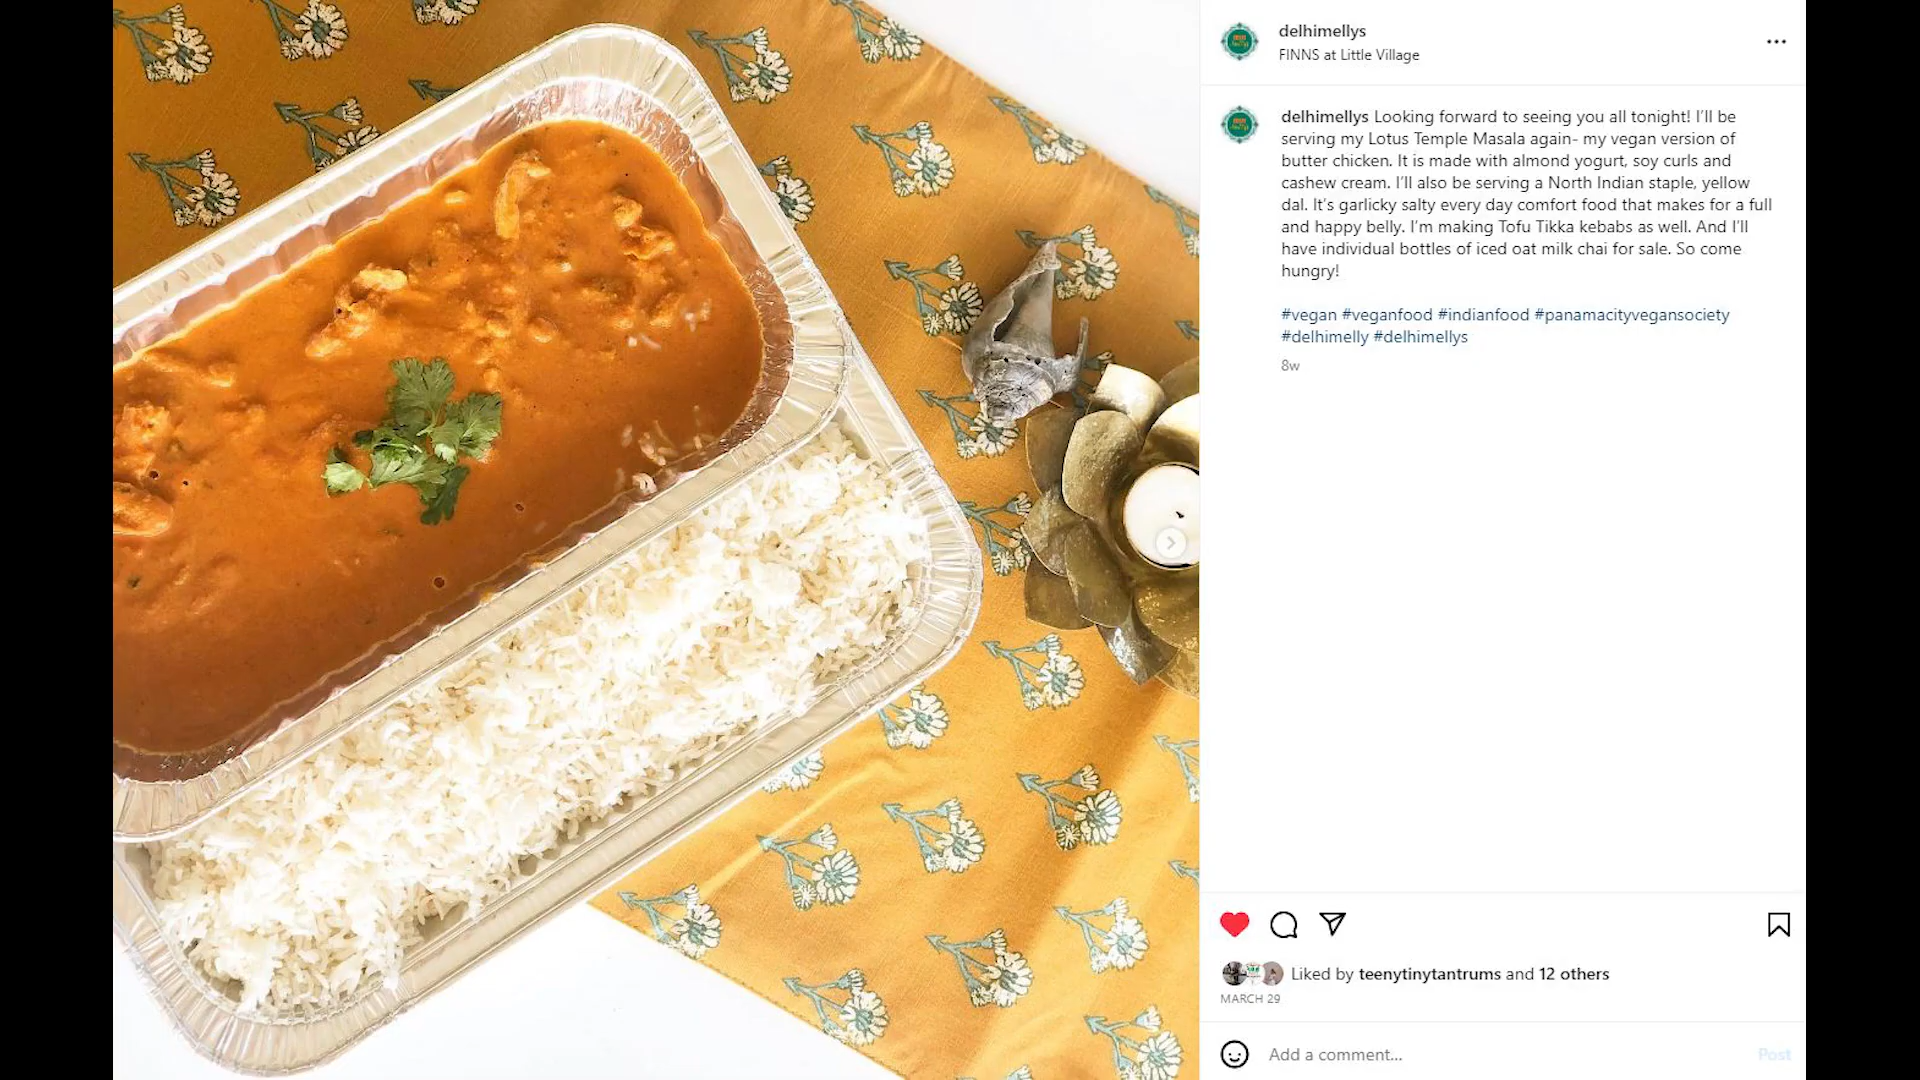 delhimellys
FINNS at Little Village
delhimellys Looking forward to seeing you all tonight! I'll be
serving my Lotus Temple Masala again- my vegan version of
butter chicken. It is made with almond yogurt, soy curls and
cashew cream. I'll also be serving a North Indian staple, yellow
dal. It's garlicky salty every day comfort food that makes for a full
and happy belly. I'm making Tofu Tikka kebabs as well. And I'll
have individual bottles of iced oat milk chai for sale. So come
hungry!
#vegan #veganfood #indianfood #panamacityvegansociety
#delhimelly #delhimellys
8w
Liked by teenytinytantrums and 12 others
MARCH 29
Add a comment...
Post